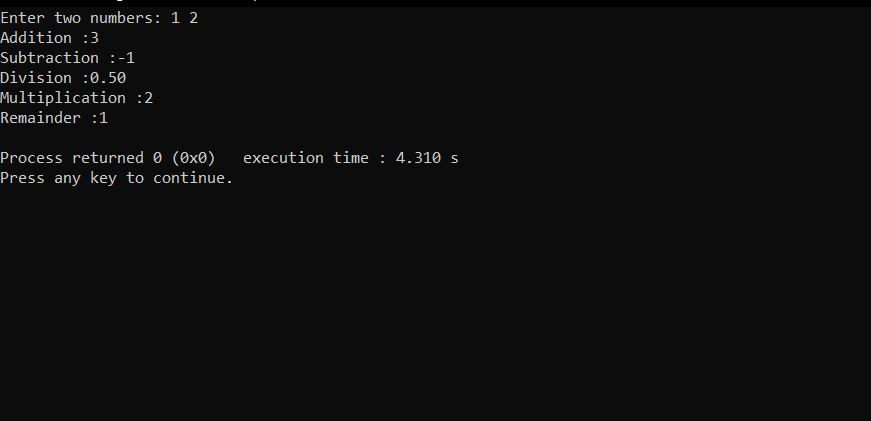 Enter two numbers: 1 2
Addition :3
Subtraction :-1
Division :0.50
Multiplication :2
Remainder :1
Process returned 0 (0x0)   execution time : 4.310 s
Press any key to continue.